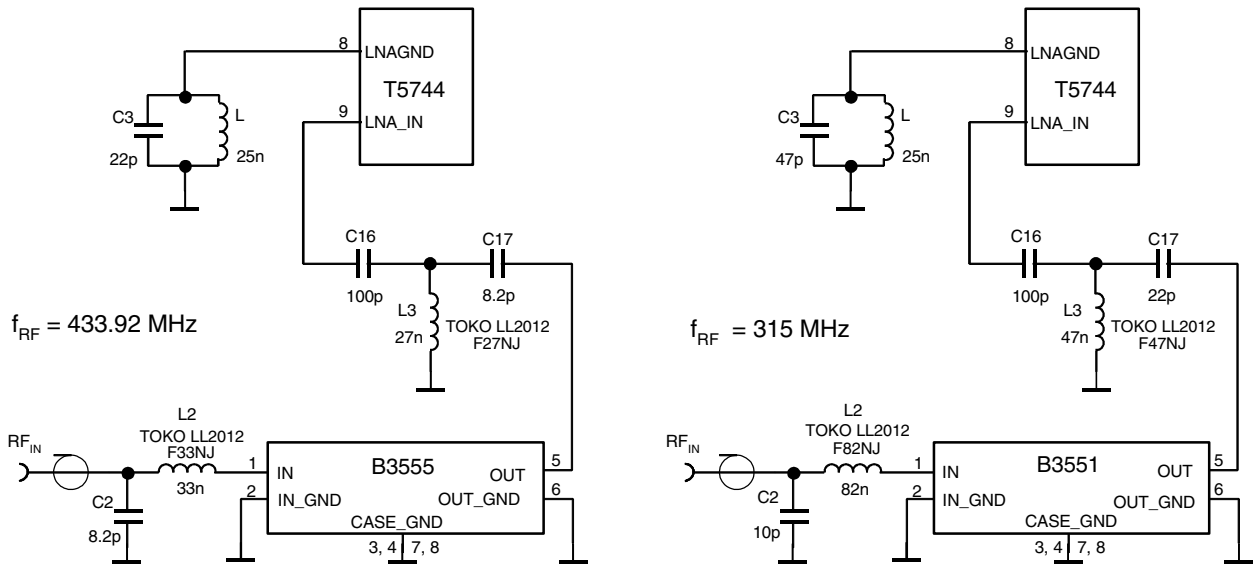 8
LNAGND
T5744
C3
L
9
LNA_IN
22p
25n
C16
C17
100p
8.2p
L3
f_RF = 433.92 MHz
27n
TOKO LL2012
F27NJ
L2
TOKO LL2012
F33NJ
RF_IN
33n
1
IN
B3555
OUT
5
2
IN_GND
OUT_GND
6
C2
8.2p
CASE_GND
3, 4
7, 8
8
LNAGND
T5744
C3
L
9
LNA_IN
47p
25n
C16
C17
100p
22p
L3
f_RF = 315 MHz
47n
TOKO LL2012
F47NJ
L2
TOKO LL2012
F82NJ
RF_IN
82n
1
IN
B3551
OUT
5
2
IN_GND
OUT_GND
6
C2
10p
CASE_GND
3, 4
7, 8